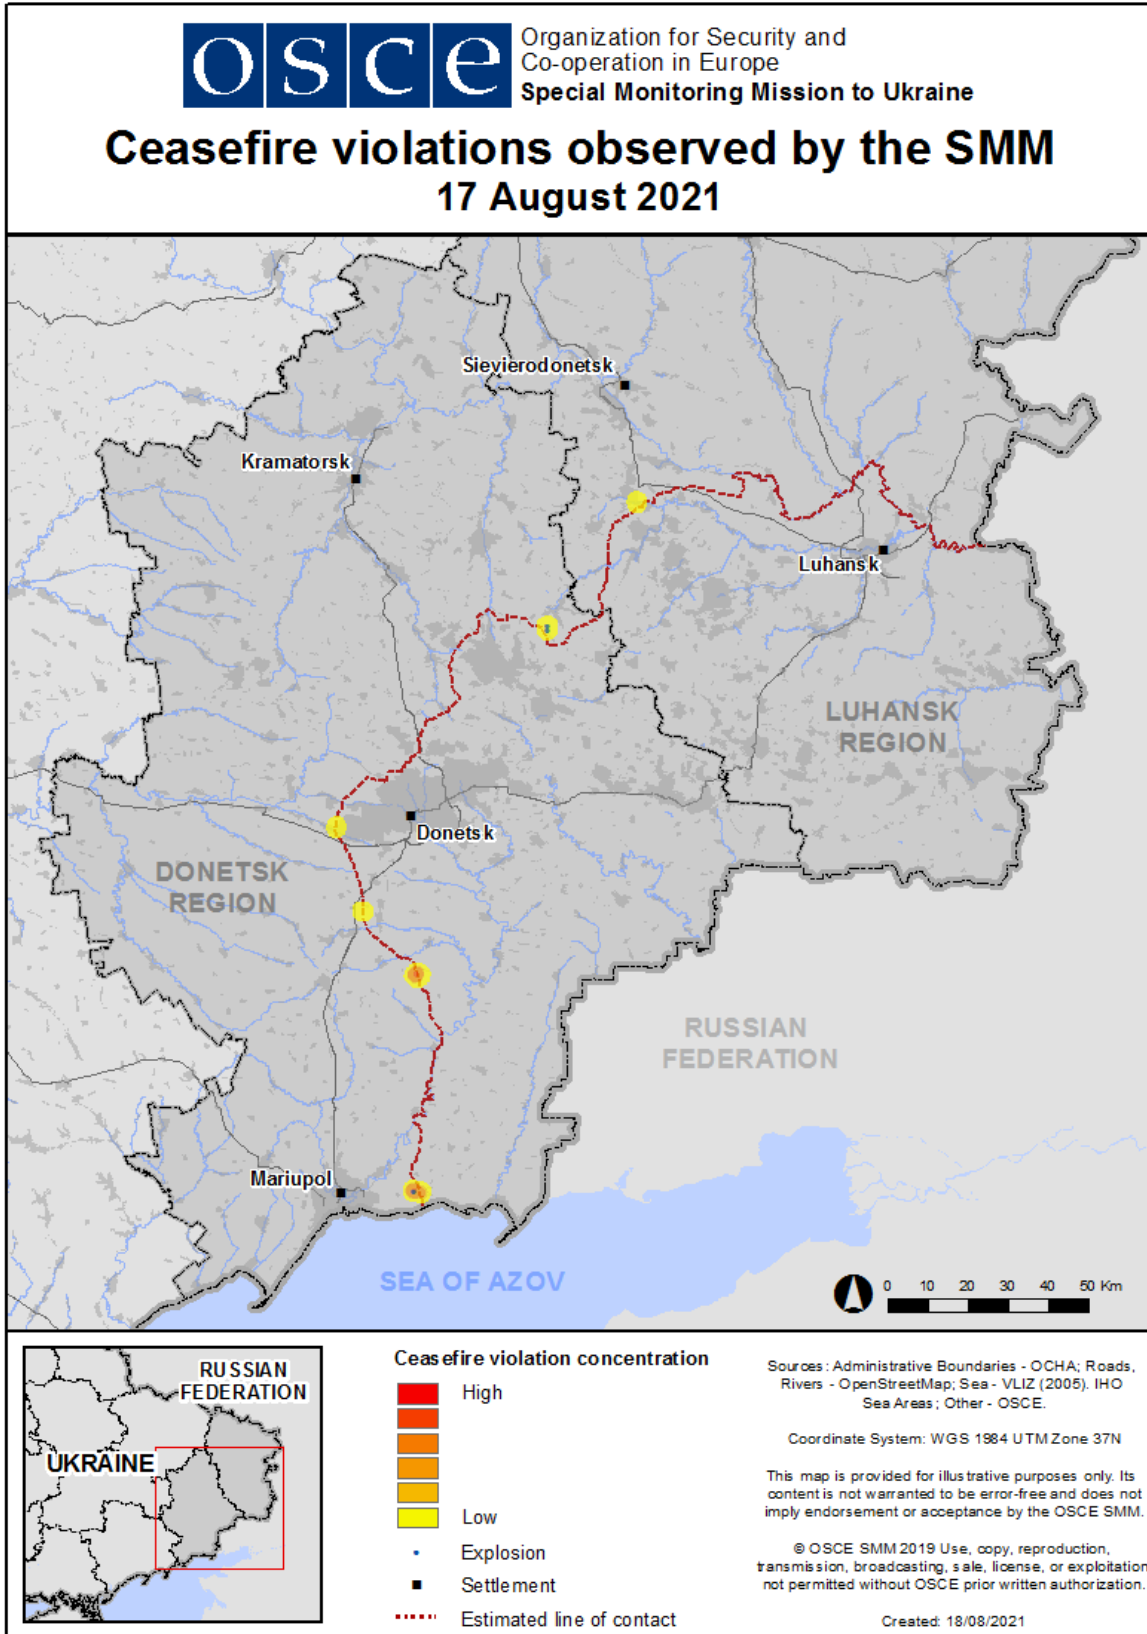 osce
Organization for Security and
Co-operation in Europe
Special Monitoring Mission to Ukraine
Ceasefire violations observed by the SMM
17 August 2021
Sievierodonetsk
Kramatorsk
Luhansk
LUHANSK
REGION
Donetsk
DONETSK
REGION
RUSSIAN
FEDERATION
Mariupol
SEA OF AZOV
0 10 20 30 40 50 Km
RUSSIAN
FEDERATION
UKRAINE
Ceasefire violation concentration
High
Low
Explosion
Settlement
Estimated line of contact
Sources: Administrative Boundaries - OCHA; Roads,
Rivers - OpenStreetMap; Sea - VLIZ (2005). IHO
Sea Areas; Other - OSCE.
Coordinate System: WGS 1984 UTM Zone 37N
This map is provided for illustrative purposes only. Its
content is not warranted to be error-free and does not
imply endorsement or acceptance by the OSCE SMM.
© OSCE SMM 2019 Use, copy, reproduction,
transmission, broadcasting, sale, license, or exploitation
not permitted without OSCE prior written authorization.
Created: 18/08/2021